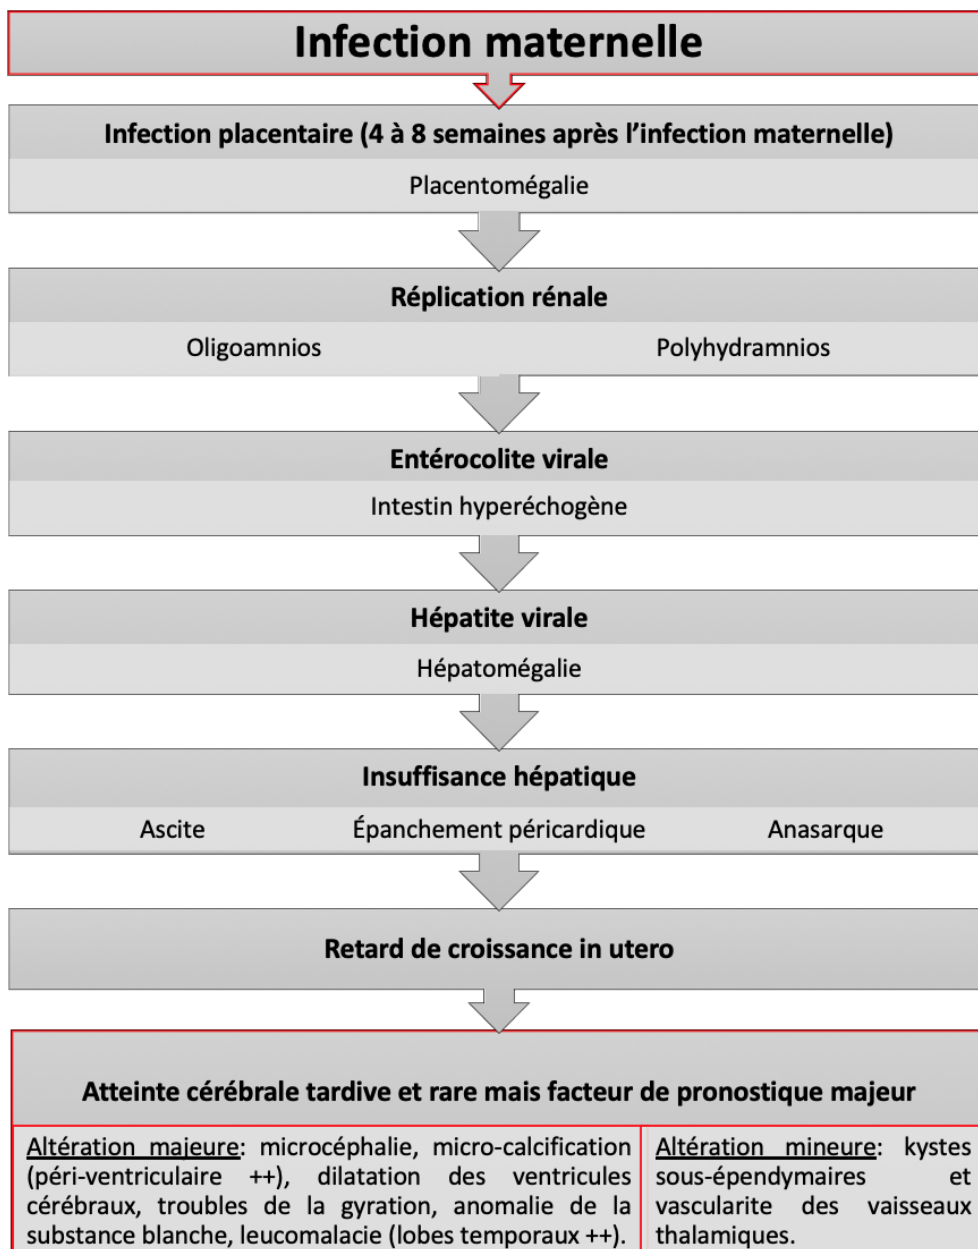 Infection maternelle
Infection placentaire (4 à 8 semaines après l’infection maternelle)
Placentomégalie
Réplication rénale
Oligoamnios Polyhydramnios
Entérocolite virale
Intestin hyperéchogène
Hépatite virale
Hépatomégalie
Insuffisance hépatique
Ascite Épanchement péricardique Anasarque
Retard de croissance in utero
Atteinte cérébrale tardive et rare mais facteur de pronostique majeur
Altération majeure: microcéphalie, micro-calcification
(péri-ventriculaire ++), dilatation des ventricules
cérébraux, troubles de la gyration, anomalie de la
substance blanche, leucomalacie (lobes temporaux ++).
Altération mineure: kystes
sous-épendymaires et
vascularite des vaisseaux
thalamiques.